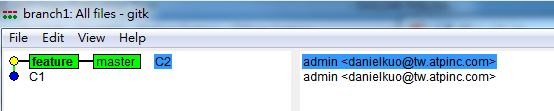 branch1: All files - gitk
File Edit View Help
feature master C2 admin <danielkuo@tw.atpinc.com>
C1 admin <danielkuo@tw.atpinc.com>